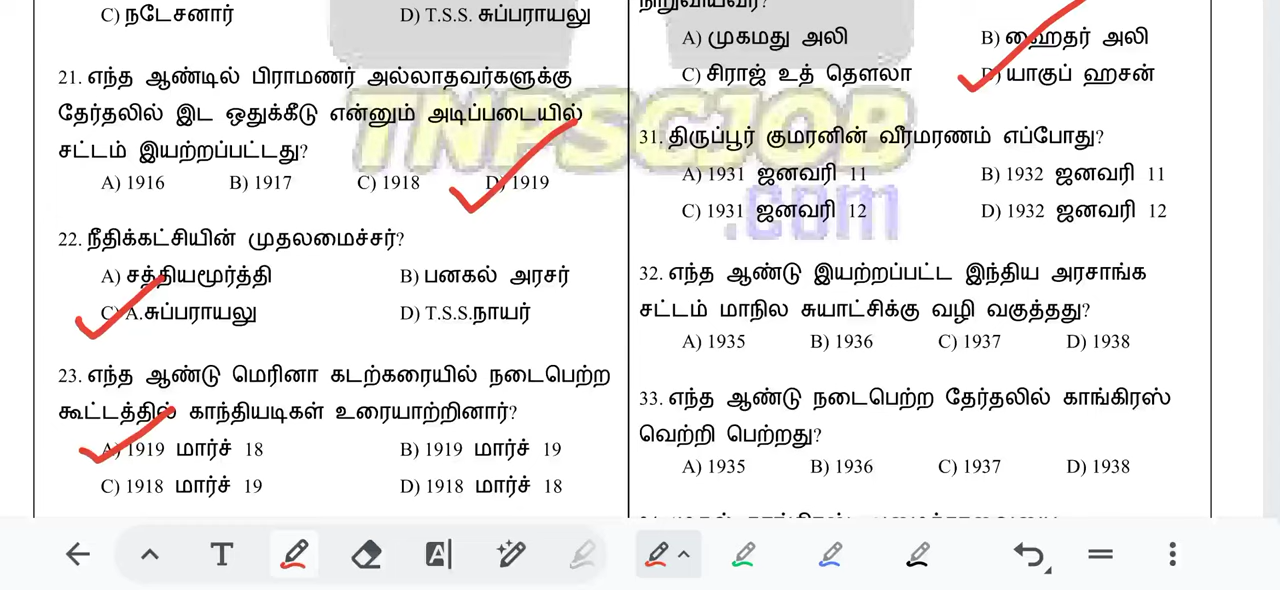 C) நடேசனார் D) T.S.S. சுப்பராயலு
21. எந்த ஆண்டில் பிராமணர் அல்லாதவர்களுக்கு
தேர்தலில் இட ஒதுக்கீடு என்னும் அடிப்படையில்
சட்டம் இயற்றப்பட்டது?
A) 1916 B) 1917 C) 1918 D) 1919
22. நீதிக்கட்சியின் முதலமைச்சர்?
A) சத்தியமூர்த்தி B) பனகல் அரசர்
C) A.சுப்பராயலு D) T.S.S.நாயர்
23. எந்த ஆண்டு மெரினா கடற்கரையில் நடைபெற்ற
கூட்டத்தில் காந்தியடிகள் உரையாற்றினார்?
A) 1919 மார்ச் 18 B) 1919 மார்ச் 19
C) 1918 மார்ச் 19 D) 1918 மார்ச் 18
நிறுவியவர்?
A) முகமது அலி B) ஹைதர் அலி
C) சிராஜ் உத் தௌலா D) யாகுப் ஹசன்
31. திருப்பூர் குமரனின் வீரமரணம் எப்போது?
A) 1931 ஜனவரி 11 B) 1932 ஜனவரி 11
C) 1931 ஜனவரி 12 D) 1932 ஜனவரி 12
32. எந்த ஆண்டு இயற்றப்பட்ட இந்திய அரசாங்க
சட்டம் மாநில சுயாட்சிக்கு வழி வகுத்தது?
A) 1935 B) 1936 C) 1937 D) 1938
33. எந்த ஆண்டு நடைபெற்ற தேர்தலில் காங்கிரஸ்
வெற்றி பெற்றது?
A) 1935 B) 1936 C) 1937 D) 1938
TNPSCJOB
.com